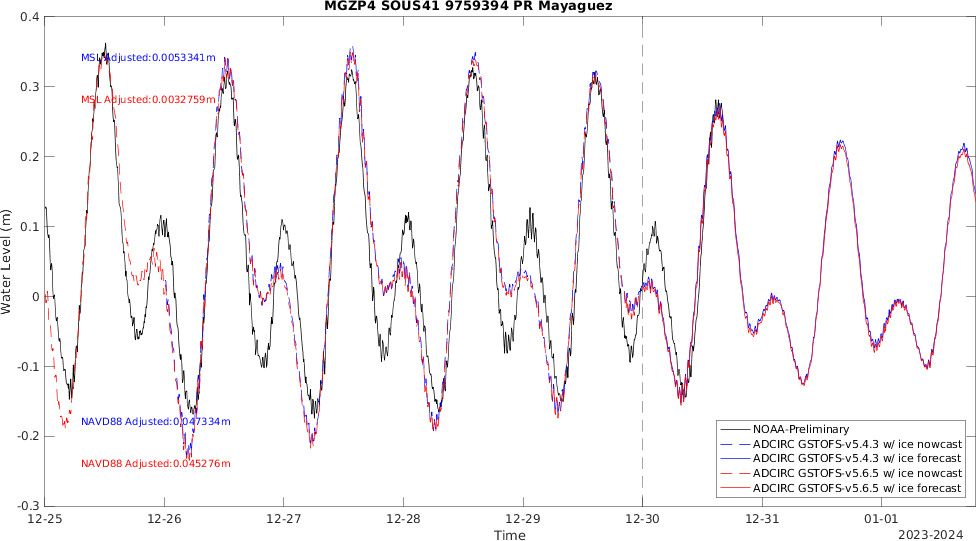 MGZP4 SOUS41 9759394 PR Mayaguez
0.4
0.3
0.2
0.1
0
-0.1
-0.2
-0.3
Water Level (m)
MSL Adjusted:0.0053341m
MSL Adjusted:0.0032759m
NAVD88 Adjusted:0.047334m
NAVD88 Adjusted:0.045276m
NOAA-Preliminary
ADCIRC GSTOFS-v5.4.3 w/ ice nowcast
ADCIRC GSTOFS-v5.4.3 w/ ice forecast
ADCIRC GSTOFS-v5.6.5 w/ ice nowcast
ADCIRC GSTOFS-v5.6.5 w/ ice forecast
12-25 12-26 12-27 12-28 12-29 12-30 12-31 01-01
Time
2023-2024